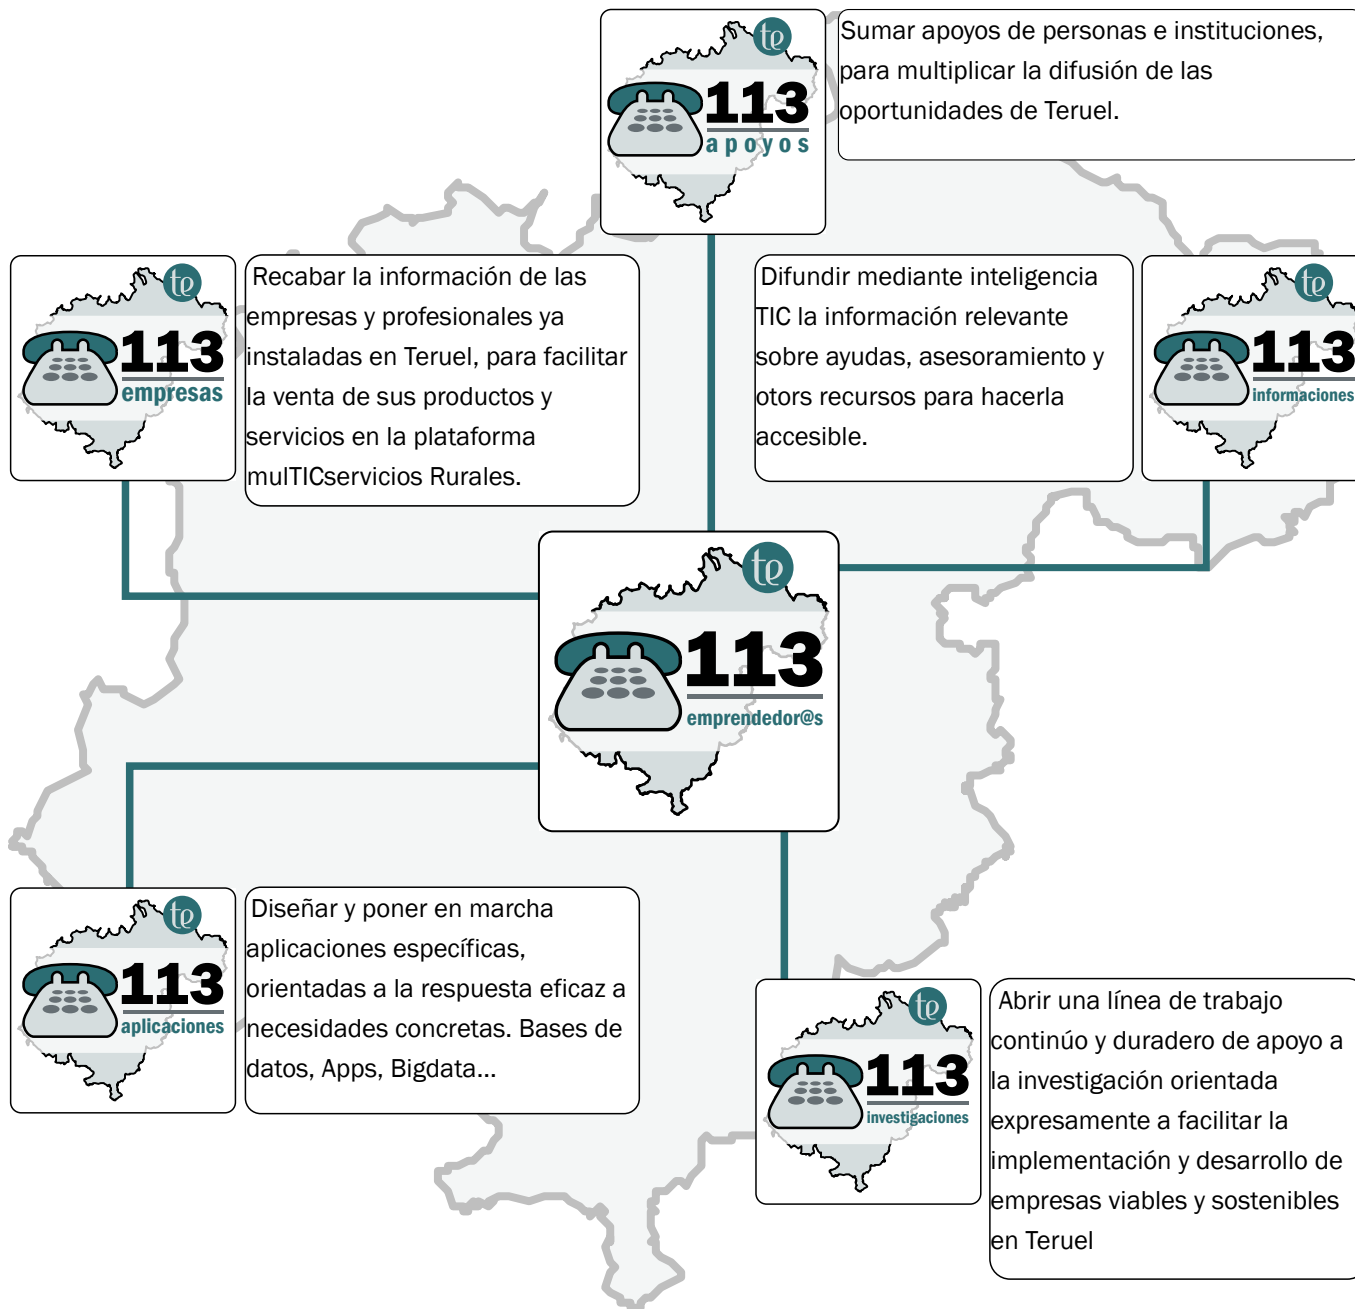 te
113
apoyos
Sumar apoyos de personas e instituciones,
para multiplicar la difusión de las
oportunidades de Teruel.
te
113
empresas
Recabar la información de las
empresas y profesionales ya
instaladas en Teruel, para facilitar
la venta de sus productos y
servicios en la plataforma
mulTICservicios Rurales.
Difundir mediante inteligencia
TIC la información relevante
sobre ayudas, asesoramiento y
otors recursos para hacerla
accesible.
te
113
informaciones
te
113
emprendedor@s
te
113
aplicaciones
Diseñar y poner en marcha
aplicaciones específicas,
orientadas a la respuesta eficaz a
necesidades concretas. Bases de
datos, Apps, Bigdata...
te
113
investigaciones
Abrir una línea de trabajo
continúo y duradero de apoyo a
la investigación orientada
expresamente a facilitar la
implementación y desarrollo de
empresas viables y sostenibles
en Teruel